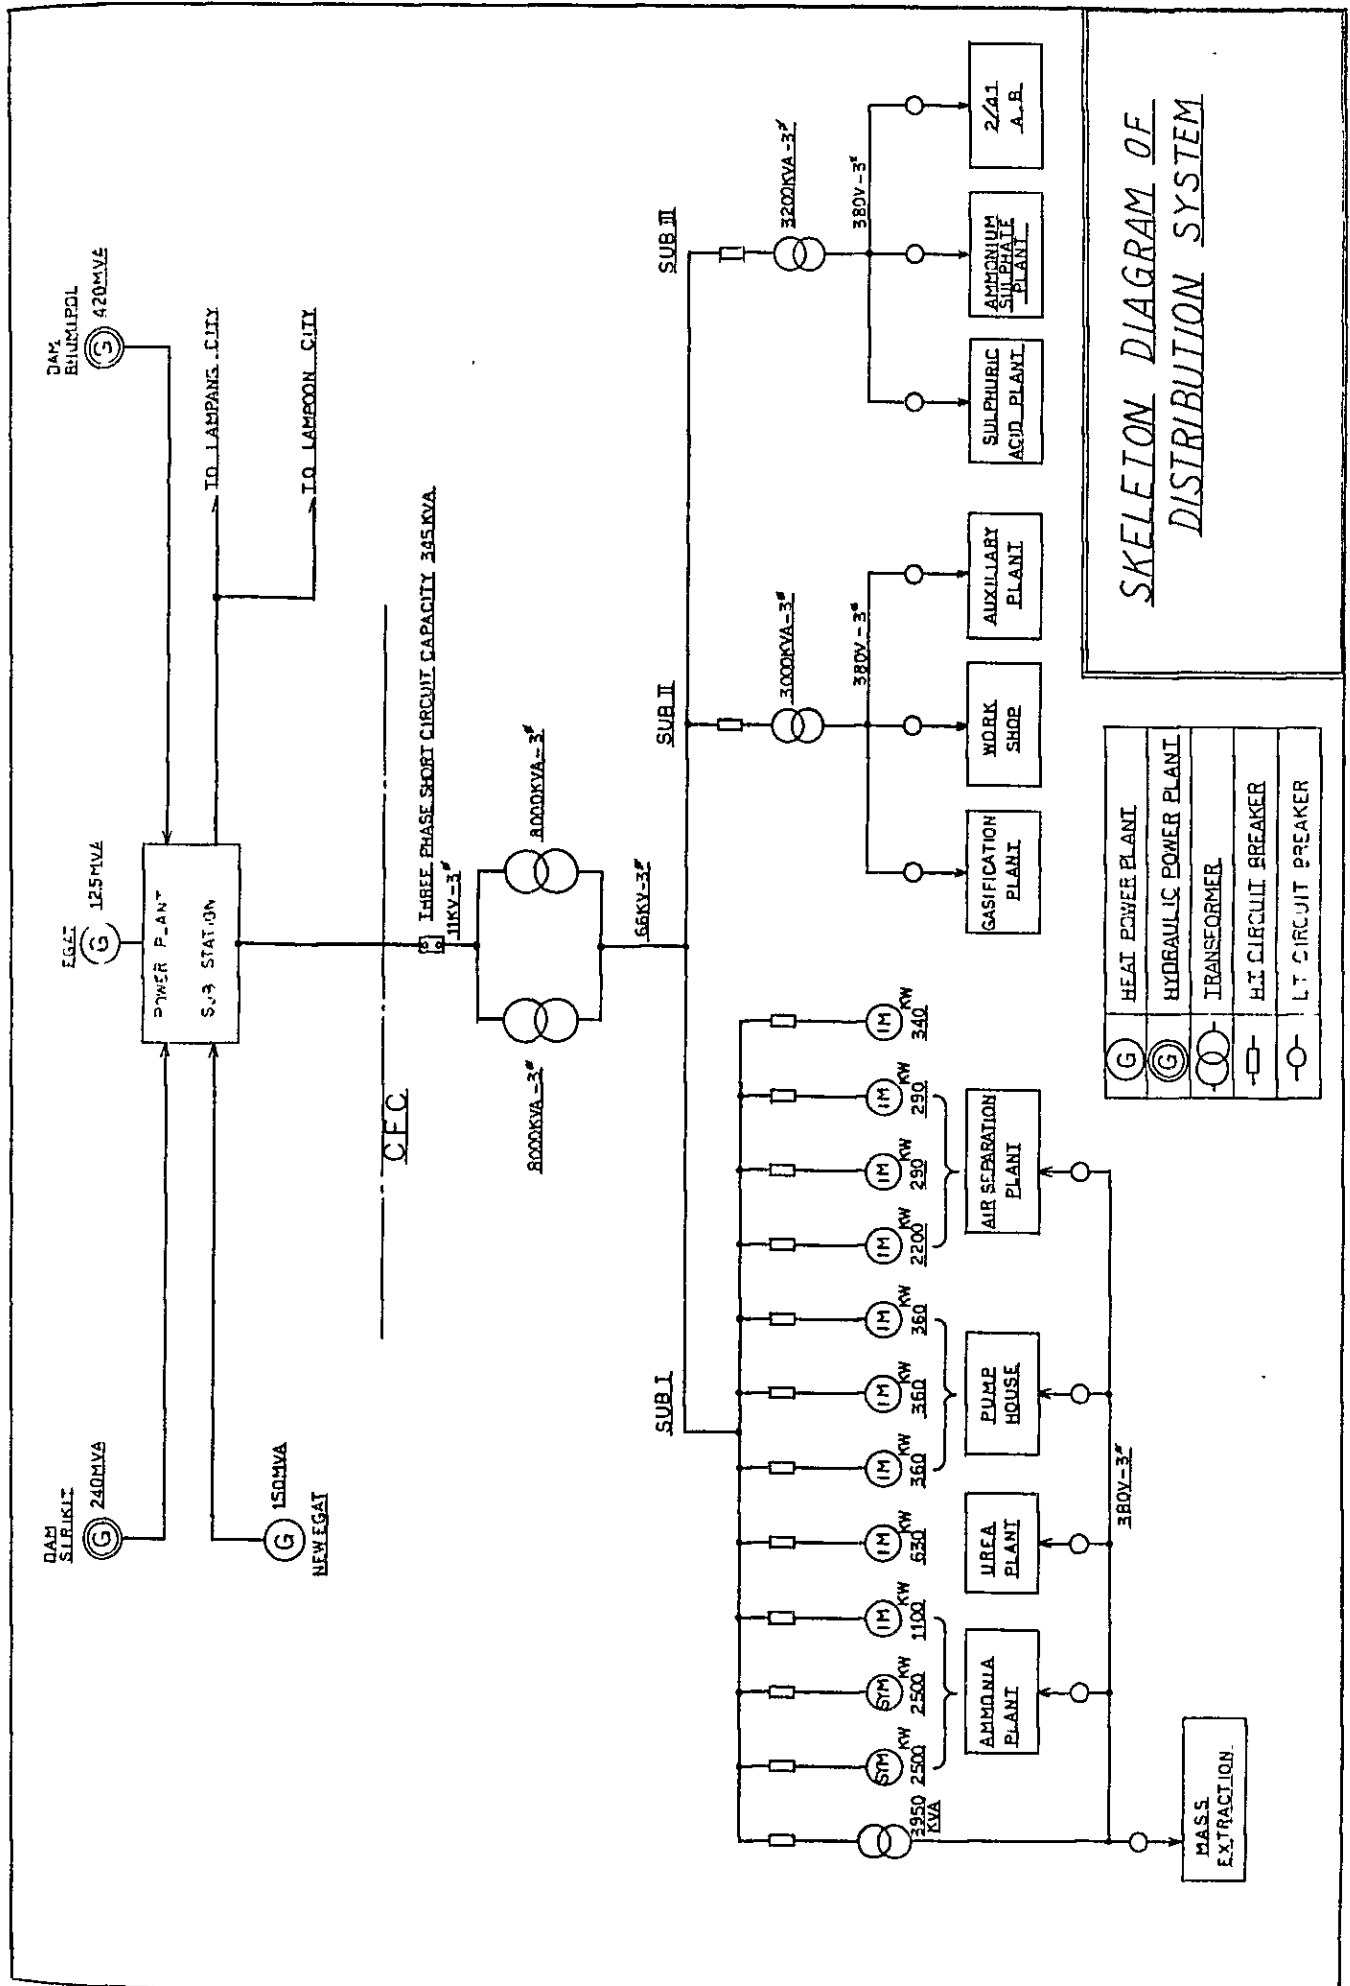 DAM
SIRIKIT
240MVA
G
150MVA
G
NEW EGAT
EGAT
G
12.5MVA
POWER PLANT
SUB STATION
DAM
BHUMIPOL
420MVA
G
TO LAMPANG CITY
TO LAMPOON CITY
CFC
THREE PHASE SHORT CIRCUIT CAPACITY 345KVA
11KV-3ᵠ
8000KVA-3ᵠ
8000KVA-3ᵠ
6.6KV-3ᵠ
SUB I
SUB II
SUB III
3000KVA-3ᵠ
3200KVA-3ᵠ
380V-3ᵠ
380V-3ᵠ
3950
KVA
SYM
2500 KW
SYM
2500 KW
IM
1100 KW
IM
630 KW
IM
360 KW
IM
360 KW
IM
360 KW
IM
2200 KW
IM
290 KW
IM
290 KW
IM
340 KW
AMMONIA
PLANT
UREA
PLANT
PUMP
HOUSE
AIR SEPARATION
PLANT
GASIFICATION
PLANT
WORK
SHOP
AUXILIARY
PLANT
SULPHURIC
ACID PLANT
AMMONIUM
SULPHATE
PLANT
2/41
A.B
380V-3ᵠ
MASS
EXTRACTION
G HEAT POWER PLANT
G HYDRAULIC POWER PLANT
TRANSFORMER
H.T CIRCUIT BREAKER
L.T CIRCUIT BREAKER
SKELETON DIAGRAM OF
DISTRIBUTION SYSTEM